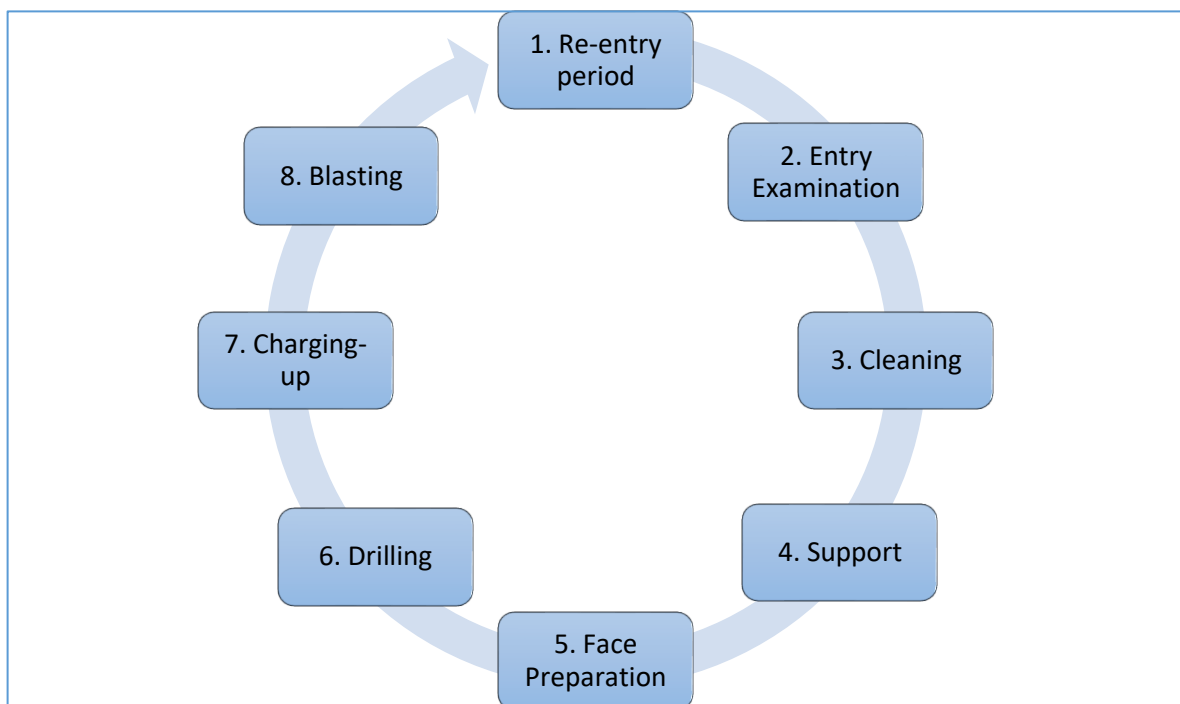 1. Re-entry
period
2. Entry
Examination
3. Cleaning
4. Support
5. Face
Preparation
6. Drilling
7. Charging-
up
8. Blasting